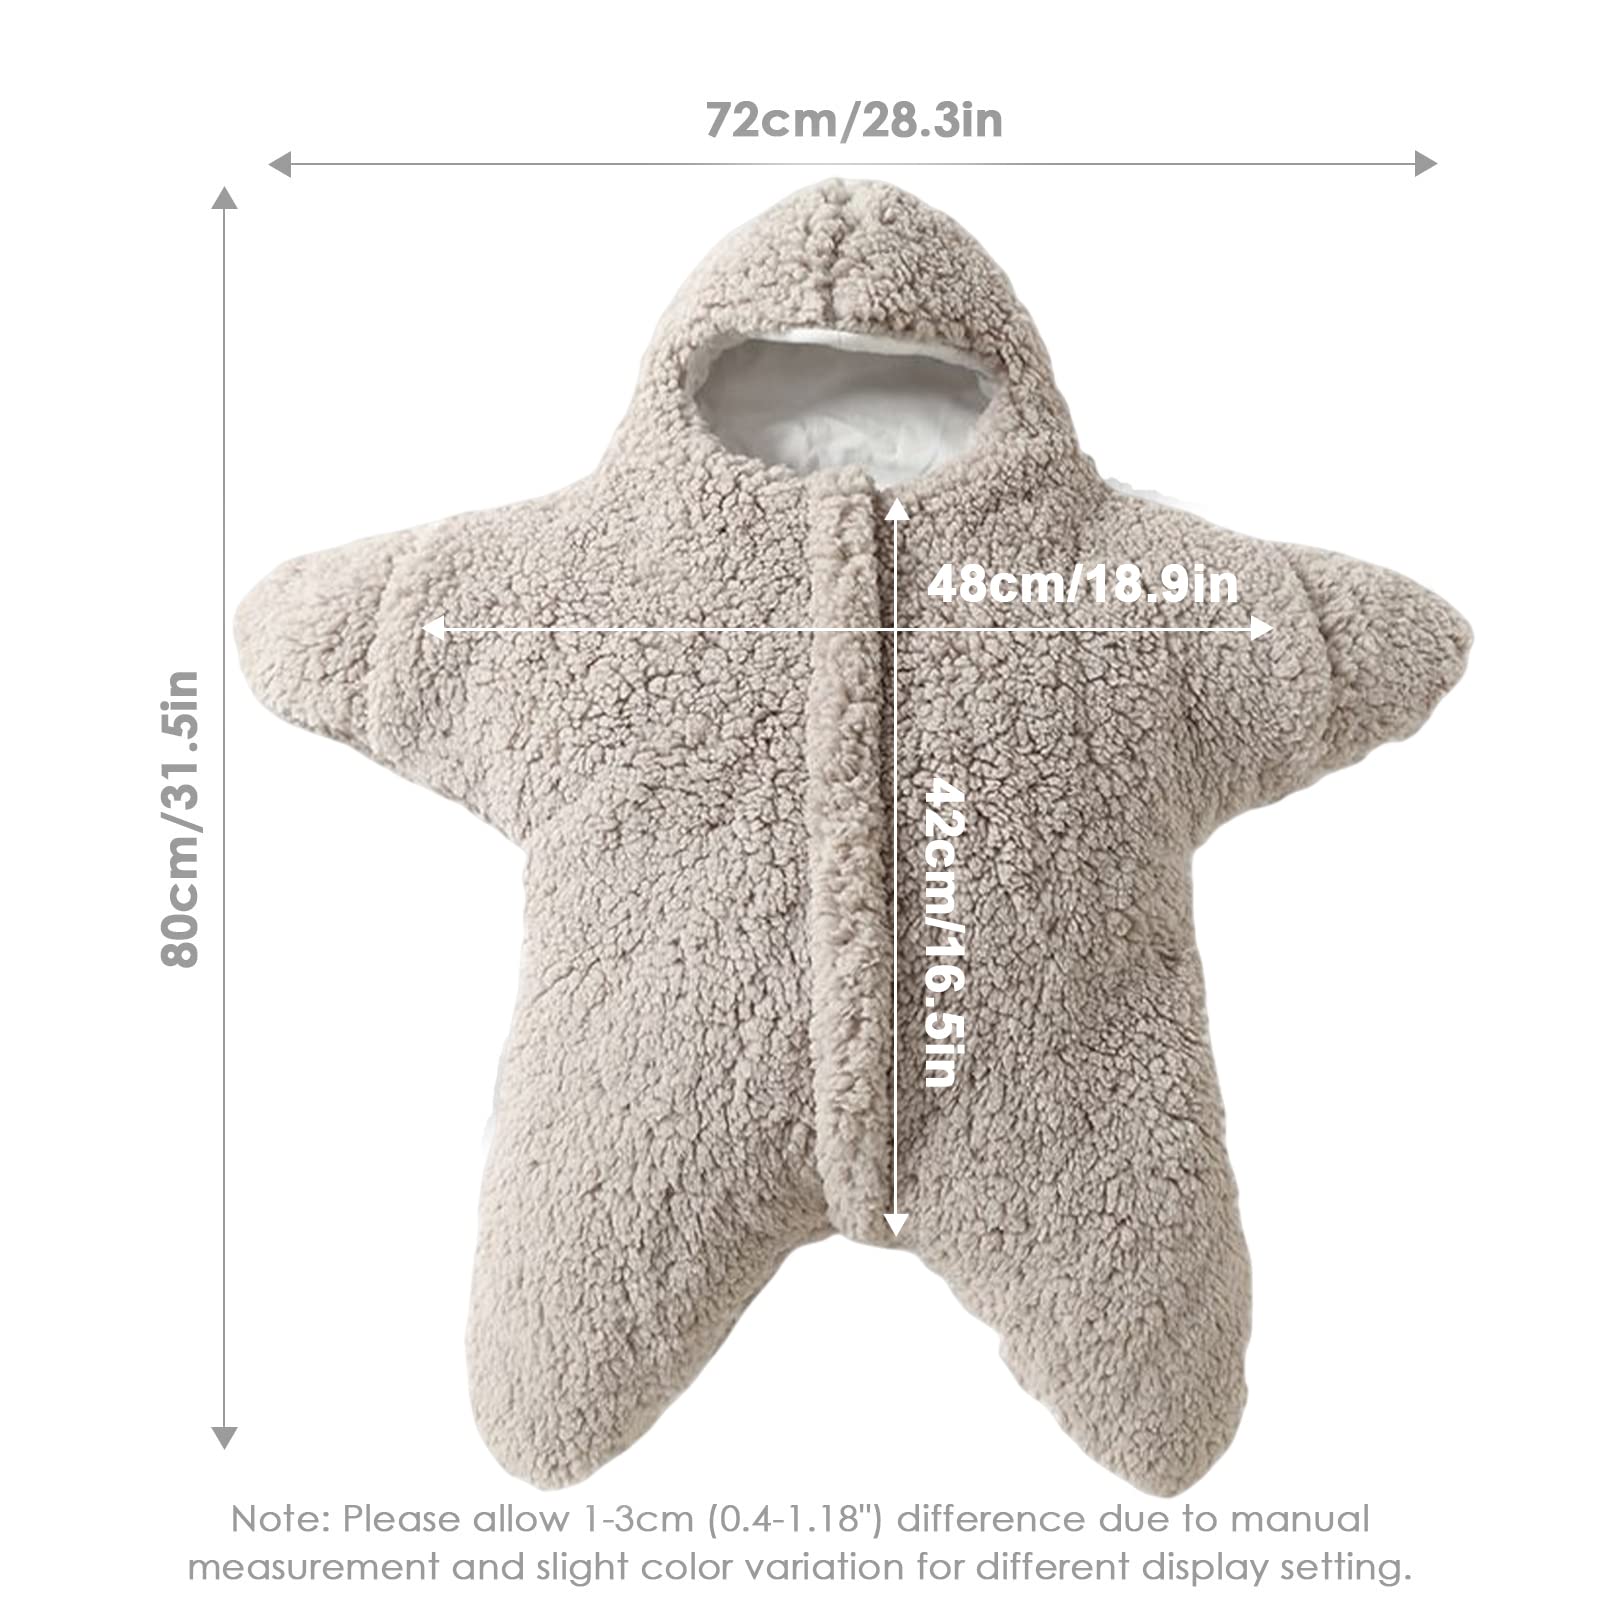 72cm/28.3in
80cm/31.5in
48cm/18.9in
42cm/16.5in
Note: Please allow 1-3cm (0.4-1.18") difference due to manual
measurement and slight color variation for different display setting.